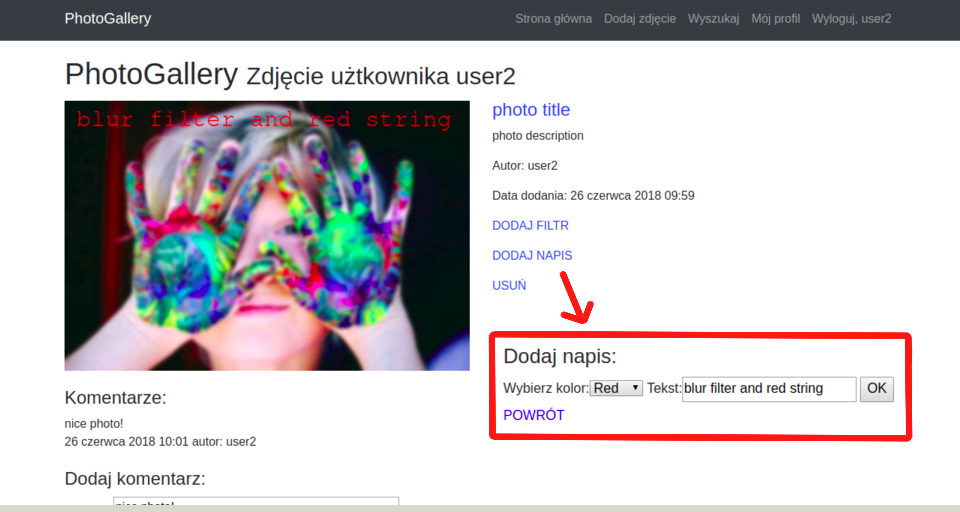 PhotoGallery
Strona główna Dodaj zdjęcie Wyszukaj Mój profil Wyloguj, user2
PhotoGallery Zdjęcie użtkownika user2
blur filter and red string
photo title
photo description
Autor: user2
Data dodania: 26 czerwca 2018 09:59
DODAJ FILTR
DODAJ NAPIS
USUŃ
Dodaj napis:
Wybierz kolor: Red Tekst: blur filter and red string OK
POWRÓT
Komentarze:
nice photo!
26 czerwca 2018 10:01 autor: user2
Dodaj komentarz:
nice photo!